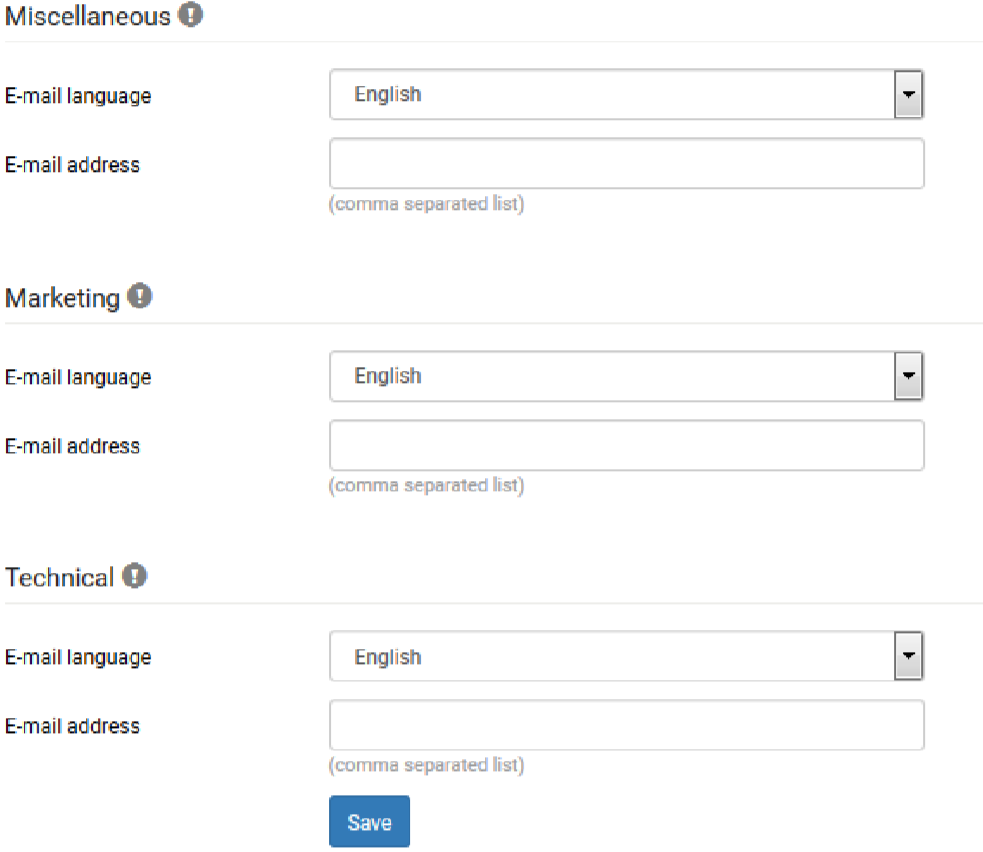 Miscellaneous
E-mail language English
E-mail address
(comma separated list)
Marketing
E-mail language English
E-mail address
(comma separated list)
Technical
E-mail language English
E-mail address
(comma separated list)
Save